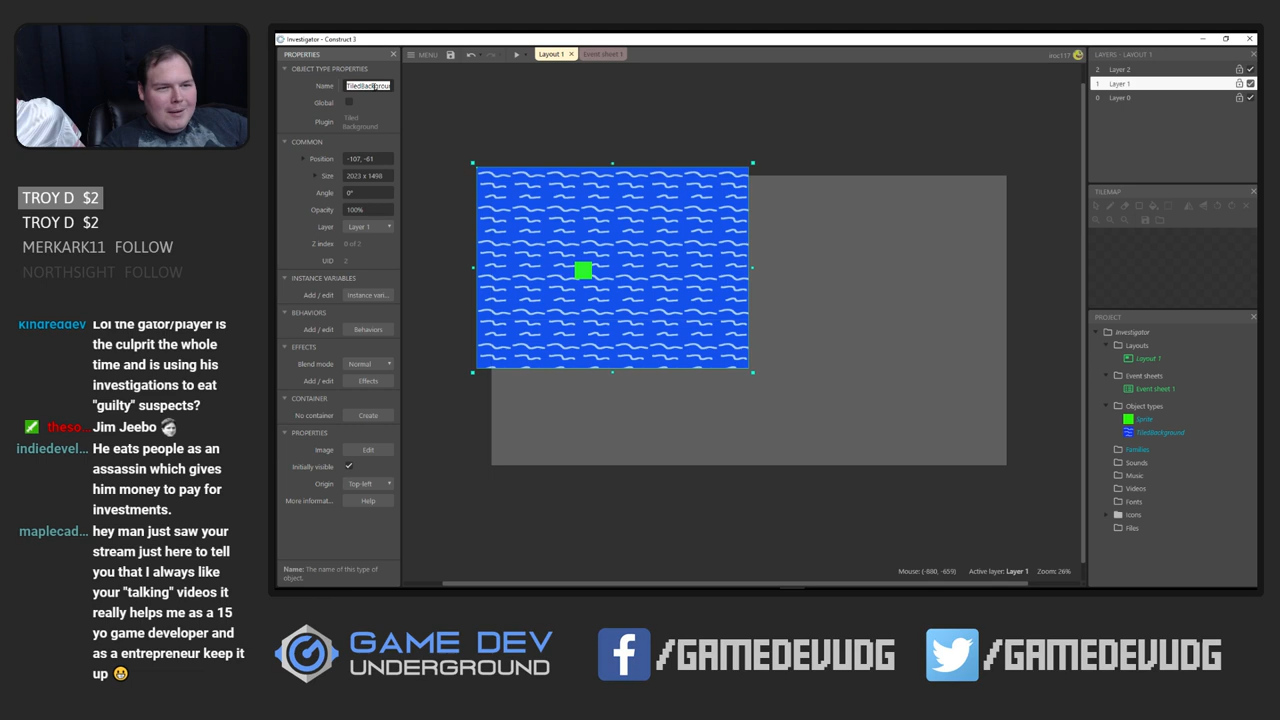 Investigator - Construct 3
PROPERTIES
OBJECT TYPE PROPERTIES
Name TiledBackgroun
Global
Plugin Tiled
Background
COMMON
Position -107, -61
Size 2023 x 1498
Angle 0°
Opacity 100%
Layer Layer 1
Z index 0 of 2
UID 2
INSTANCE VARIABLES
Add / edit Instance vari...
BEHAVIORS
Add / edit Behaviors
EFFECTS
Blend mode Normal
Add / edit Effects
CONTAINER
No container Create
PROPERTIES
Image Edit
Initially visible
Origin Top-left
More informat... Help
Name: The name of this type of
object.
MENU
Layout 1
Event sheet 1
iroc117
Mouse: (-880, -659) Active layer: Layer 1 Zoom: 26%
LAYERS - LAYOUT 1
2 Layer 2
1 Layer 1
0 Layer 0
TILEMAP
PROJECT
Investigator
Layouts
Layout 1
Event sheets
Event sheet 1
Object types
Sprite
TiledBackground
Families
Sounds
Music
Videos
Fonts
Icons
Files
TROY D $2
TROY D $2
MERKARK11 FOLLOW
NORTHSIGHT FOLLOW
kindreddev Lol the gator/player is
the culprit the whole
time and is using his
investigations to eat
"guilty" suspects?
theso... Jim Jeebo
indiedevel... He eats people as an
assassin which gives
him money to pay for
investments.
maplecad... hey man just saw your
stream just here to tell
you that I always like
your "talking" videos it
really helps me as a 15
yo game developer and
as a entrepreneur keep it
up
GAME DEV
UNDERGROUND
/GAMEDEVUDG
/GAMEDEVUDG